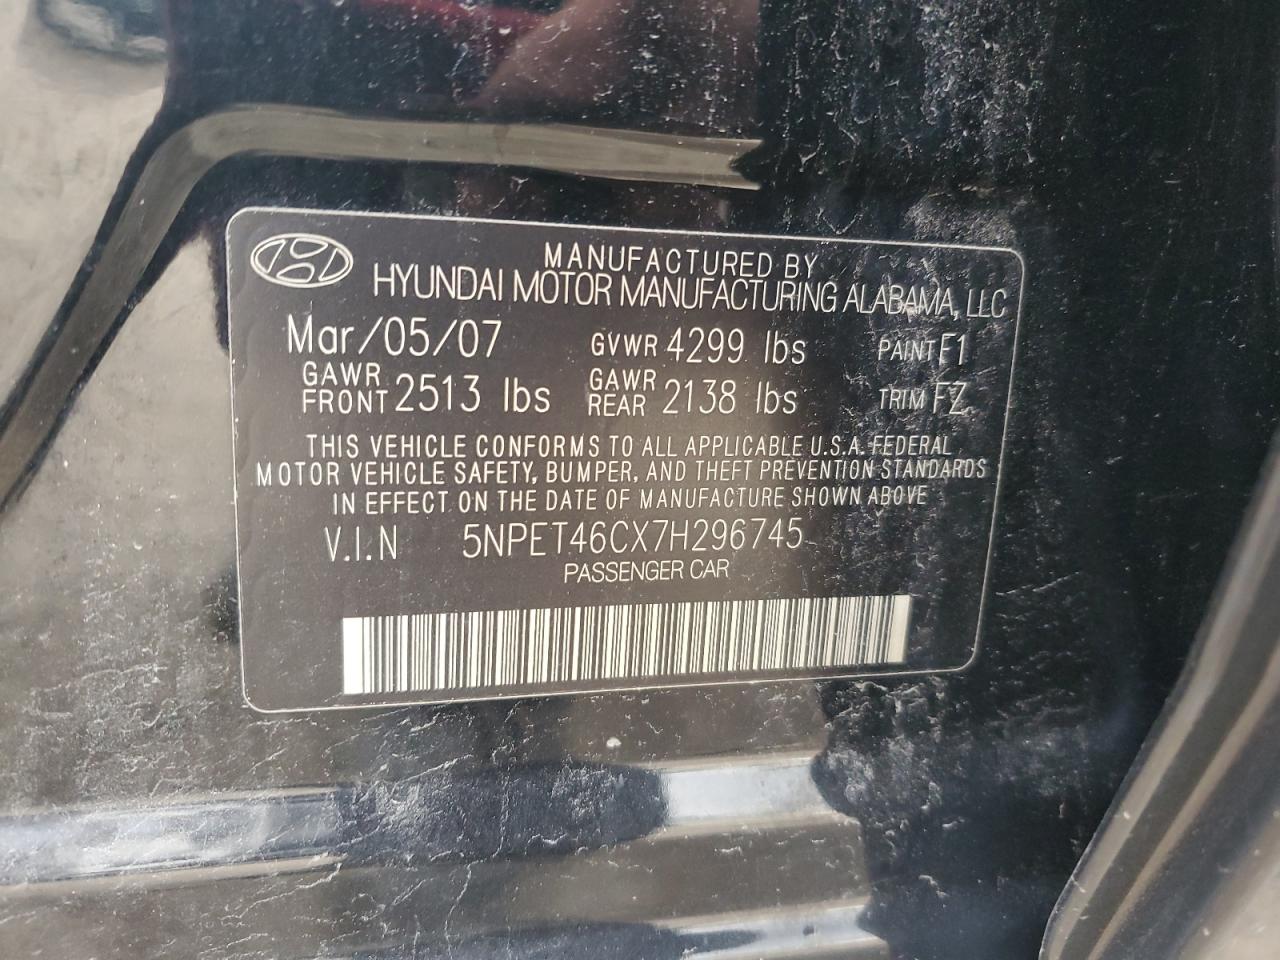 MANUFACTURED BY
HYUNDAI MOTOR MANUFACTURING ALABAMA, LLC
Mar/05/07 GVWR 4299 lbs PAINT F1
GAWR FRONT 2513 lbs GAWR REAR 2138 lbs TRIM FZ
THIS VEHICLE CONFORMS TO ALL APPLICABLE U.S.A. FEDERAL
MOTOR VEHICLE SAFETY, BUMPER, AND THEFT PREVENTION STANDARDS
IN EFFECT ON THE DATE OF MANUFACTURE SHOWN ABOVE
V.I.N 5NPET46CX7H296745
PASSENGER CAR